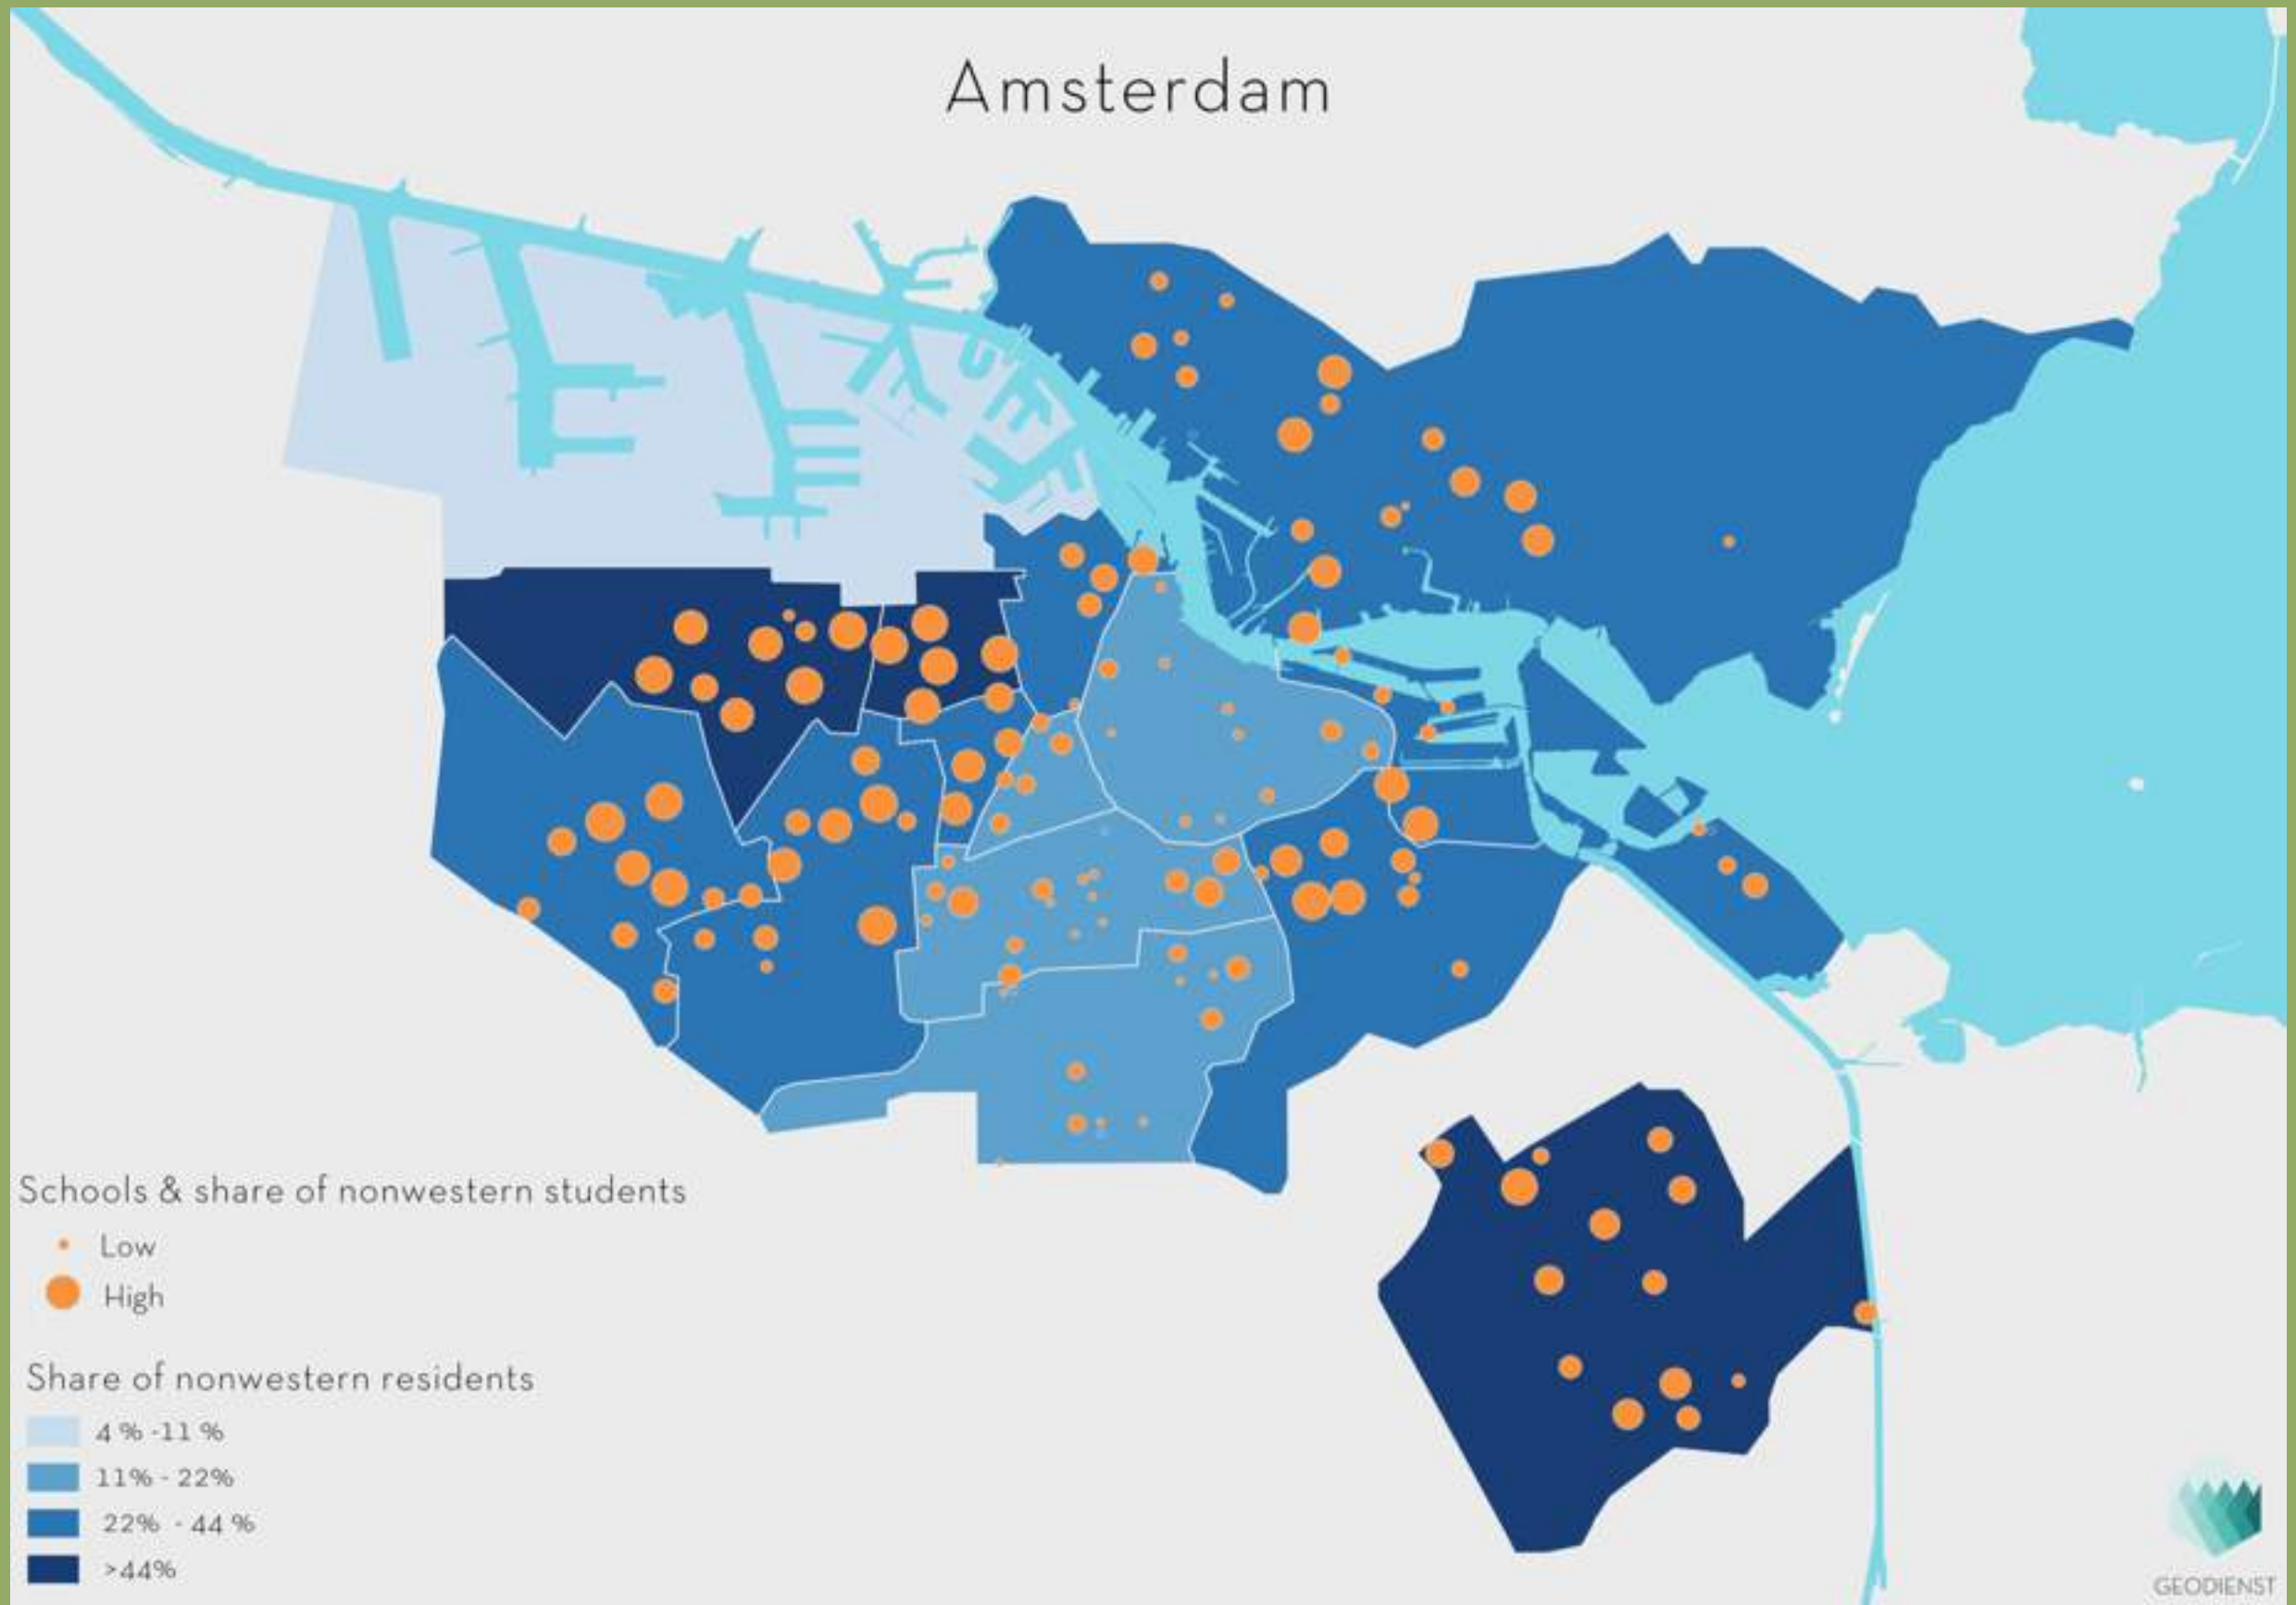 Amsterdam
Schools & share of nonwestern students
Low
High
Share of nonwestern residents
4 % -11 %
11% - 22%
22% - 44 %
>44%
GEODIENST